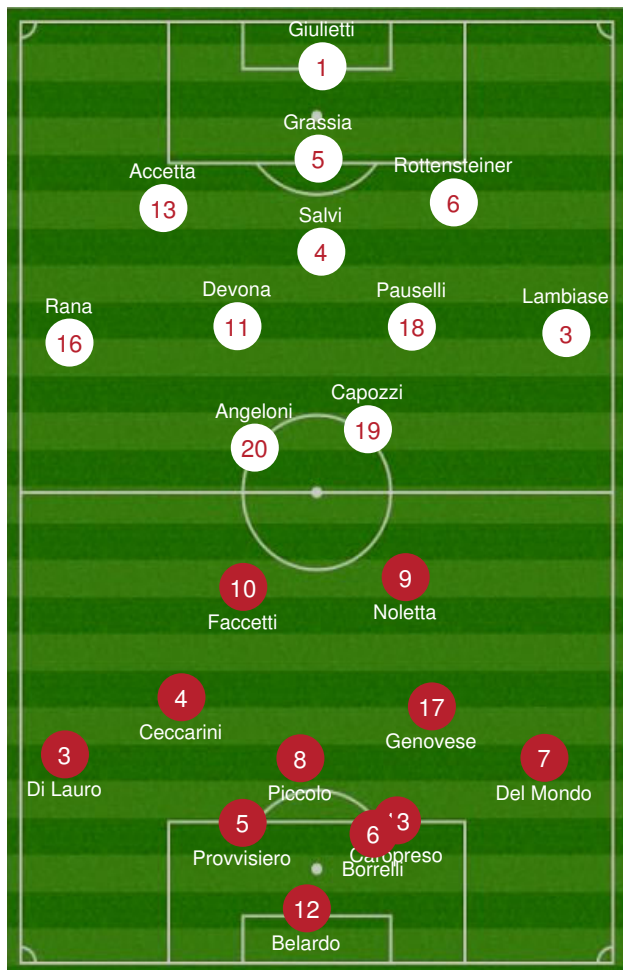 Giulietti
1
Grassia
5
Accetta
13
Rottensteiner
6
Salvi
4
Rana
16
Devona
11
Pauselli
18
Lambiase
3
Angeloni
20
Capozzi
19
10
Faccetti
9
Noletta
4
Ceccarini
17
Genovese
3
Di Lauro
8
Piccolo
7
Del Mondo
5
Provvisiero
13
Caropreso
6
Borrelli
12
Belardo